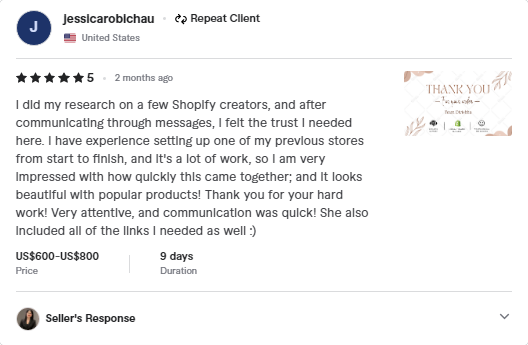 J
jessicarobichau
Repeat Client
United States
5
2 months ago
I did my research on a few Shopify creators, and after
communicating through messages, I felt the trust I needed
here. I have experience setting up one of my previous stores
from start to finish, and it's a lot of work, so I am very
impressed with how quickly this came together; and it looks
beautiful with popular products! Thank you for your hard
work! Very attentive, and communication was quick! She also
included all of the links I needed as well :)
THANK YOU
US$600-US$800
Price
9 days
Duration
Seller's Response